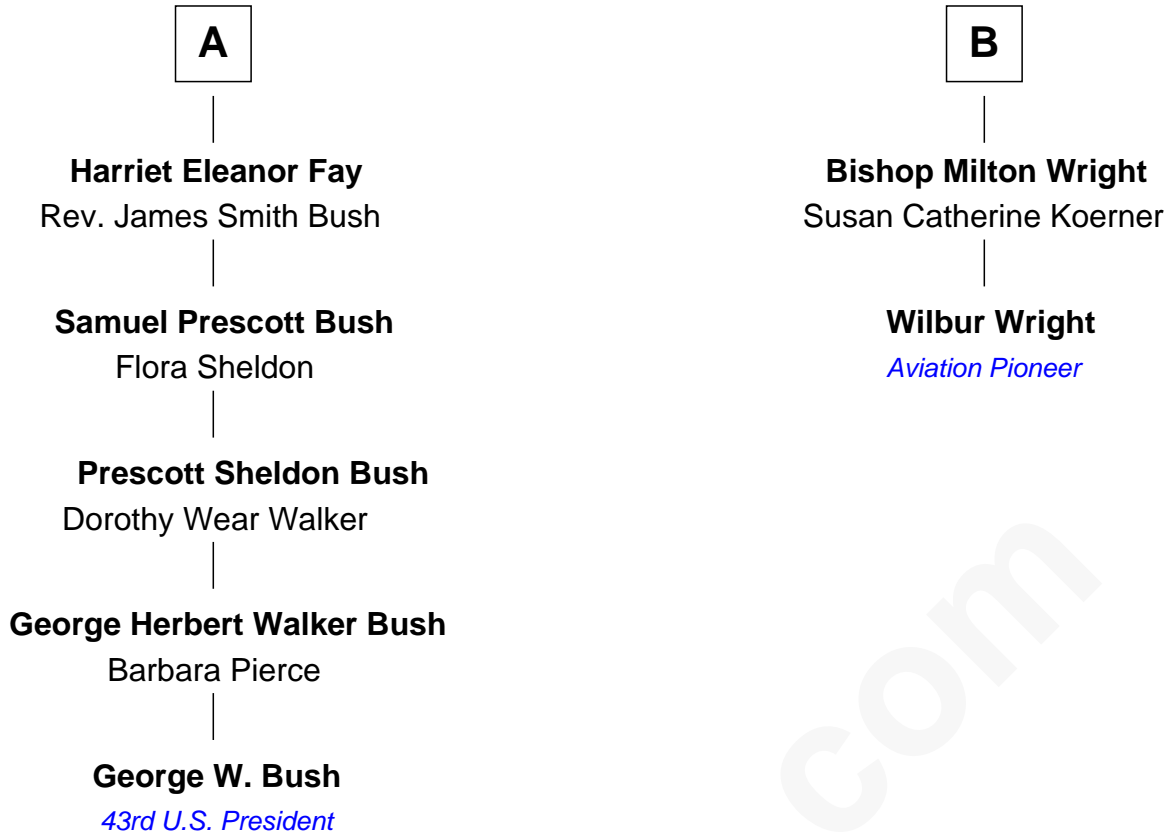 A
Harriet Eleanor Fay
Rev. James Smith Bush
Samuel Prescott Bush
Flora Sheldon
Prescott Sheldon Bush
Dorothy Wear Walker
George Herbert Walker Bush
Barbara Pierce
George W. Bush
43rd U.S. President
B
Bishop Milton Wright
Susan Catherine Koerner
Wilbur Wright
Aviation Pioneer
com